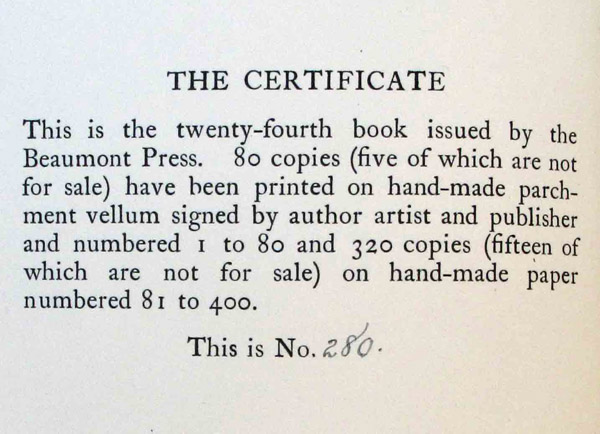 THE CERTIFICATE
This is the twenty-fourth book issued by the
Beaumont Press. 80 copies (five of which are not
for sale) have been printed on hand-made parch-
ment vellum signed by author artist and publisher
and numbered 1 to 80 and 320 copies (fifteen of
which are not for sale) on hand-made paper
numbered 81 to 400.
This is No. 280.